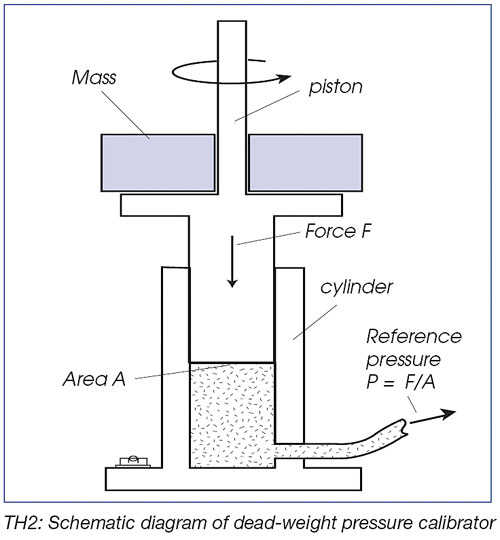 Mass
piston
Force F
cylinder
Reference
pressure
P = F/A
Area A
TH2: Schematic diagram of dead-weight pressure calibrator